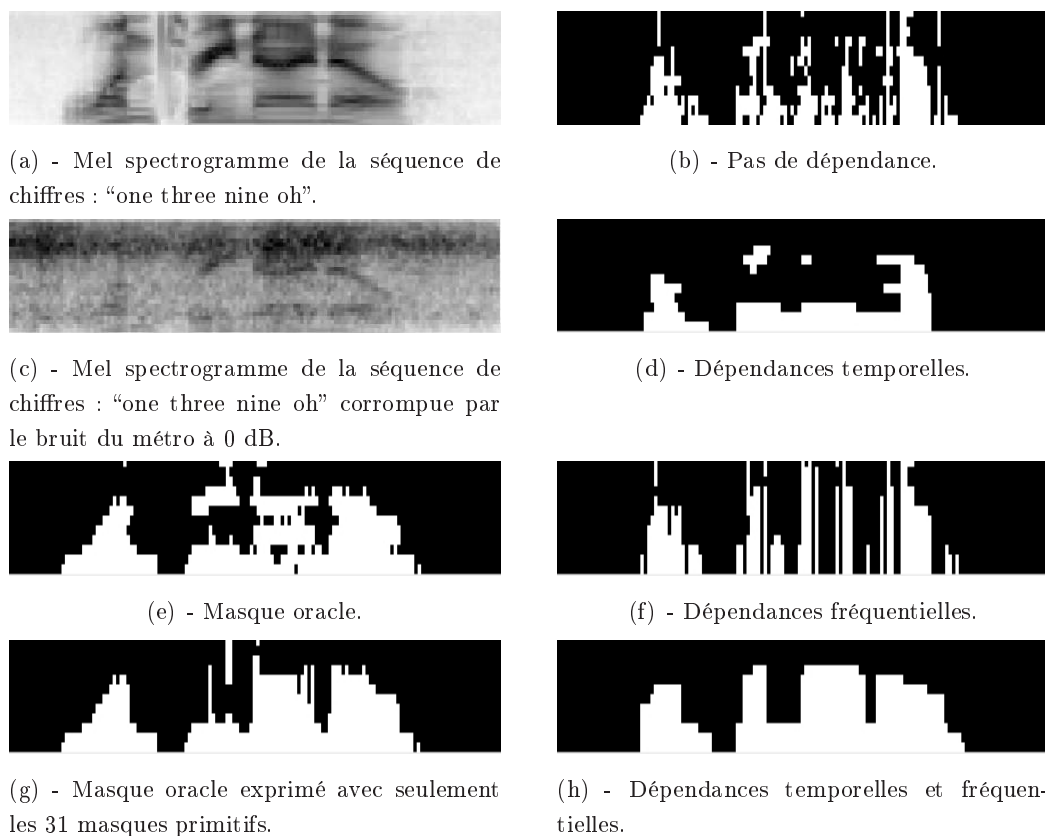 (a) - Mel spectrogramme de la séquence de
chiffres : “one three nine oh”.
(b) - Pas de dépendance.
(c) - Mel spectrogramme de la séquence de
chiffres : “one three nine oh” corrompue par
le bruit du métro à 0 dB.
(d) - Dépendances temporelles.
(e) - Masque oracle.
(f) - Dépendances fréquentielles.
(g) - Masque oracle exprimé avec seulement
les 31 masques primitifs.
(h) - Dépendances temporelles et fréquen-
tielles.